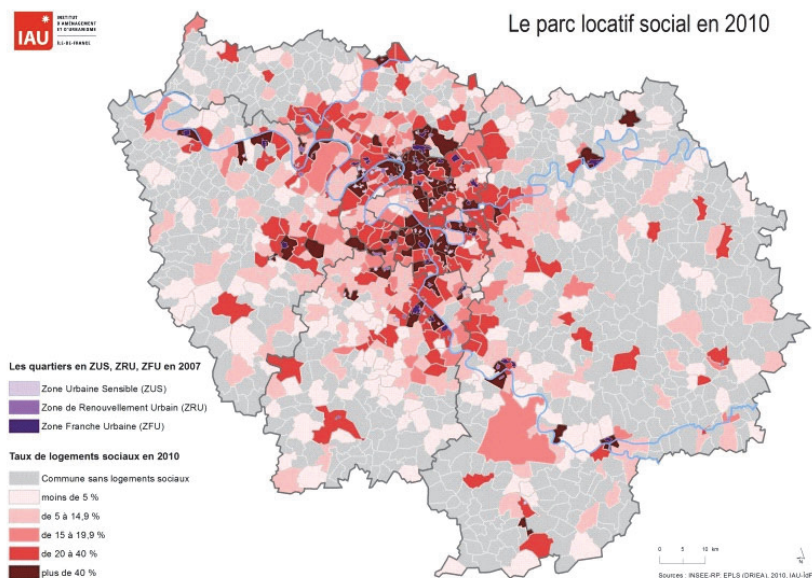 IAU
INSTITUT
D'AMÉNAGEMENT
ET D'URBANISME
ÎLE-DE-FRANCE
Le parc locatif social en 2010
Les quartiers en ZUS, ZRU, ZFU en 2007
Zone Urbaine Sensible (ZUS)
Zone de Renouvellement Urbain (ZRU)
Zone Franche Urbaine (ZFU)
Taux de logements sociaux en 2010
Commune sans logements sociaux
moins de 5 %
de 5 à 14,9 %
de 15 à 19,9 %
de 20 à 40 %
plus de 40 %
0 5 10 km
Sources : INSEE-RP, EPLS (DRIEA), 2010, IAU-IdF